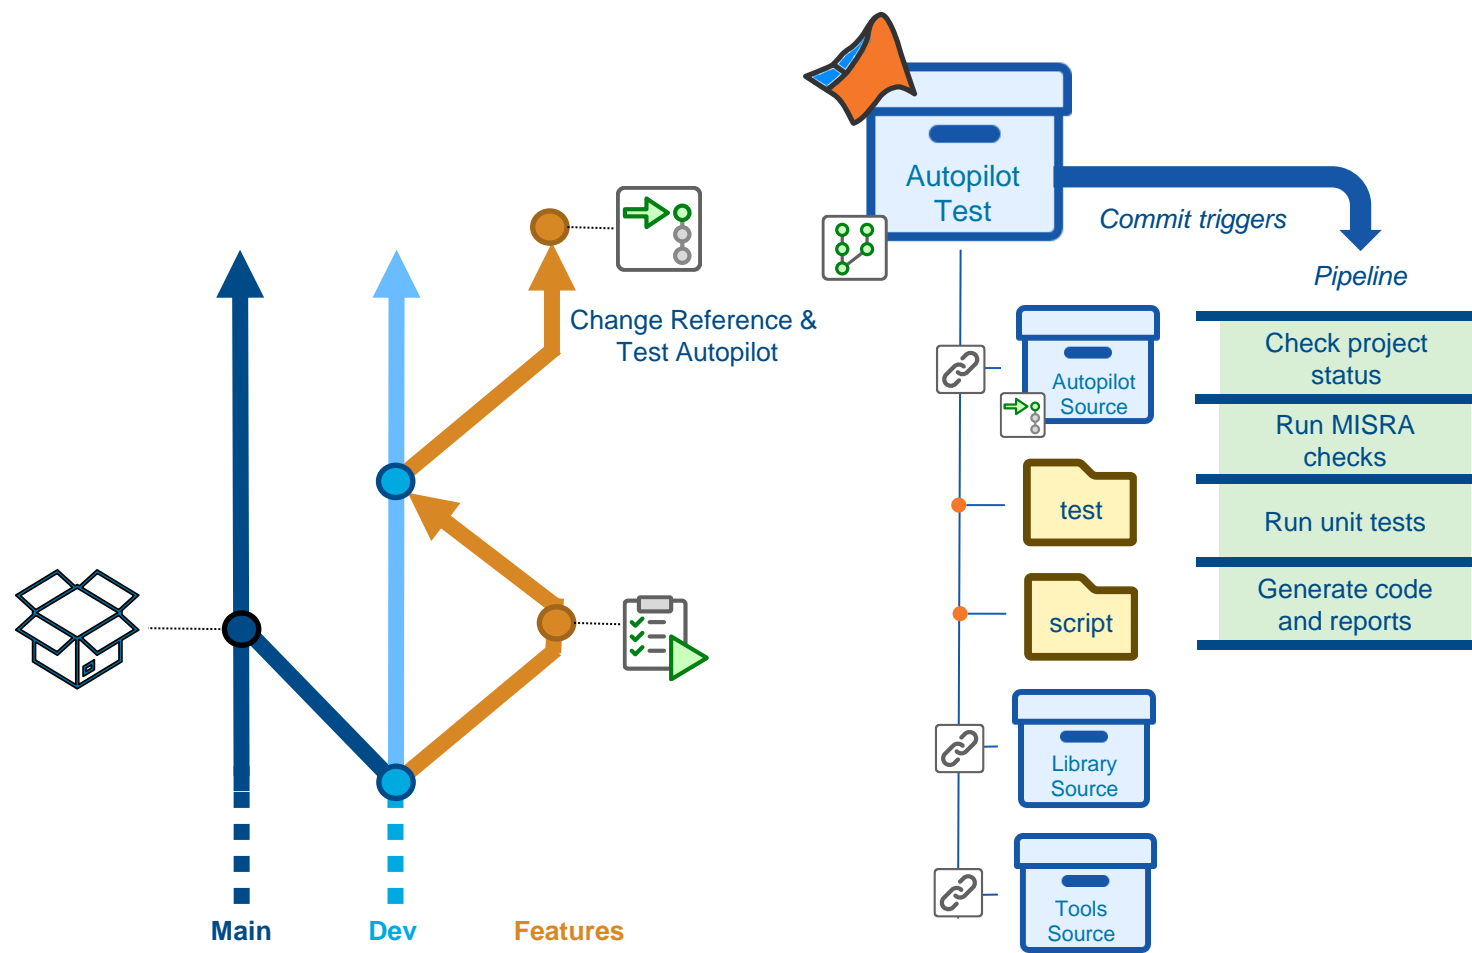 Autopilot
Test
Commit triggers
Pipeline
Change Reference &
Test Autopilot
Autopilot
Source
test
script
Library
Source
Tools
Source
Check project
status
Run MISRA
checks
Run unit tests
Generate code
and reports
Main
Dev
Features